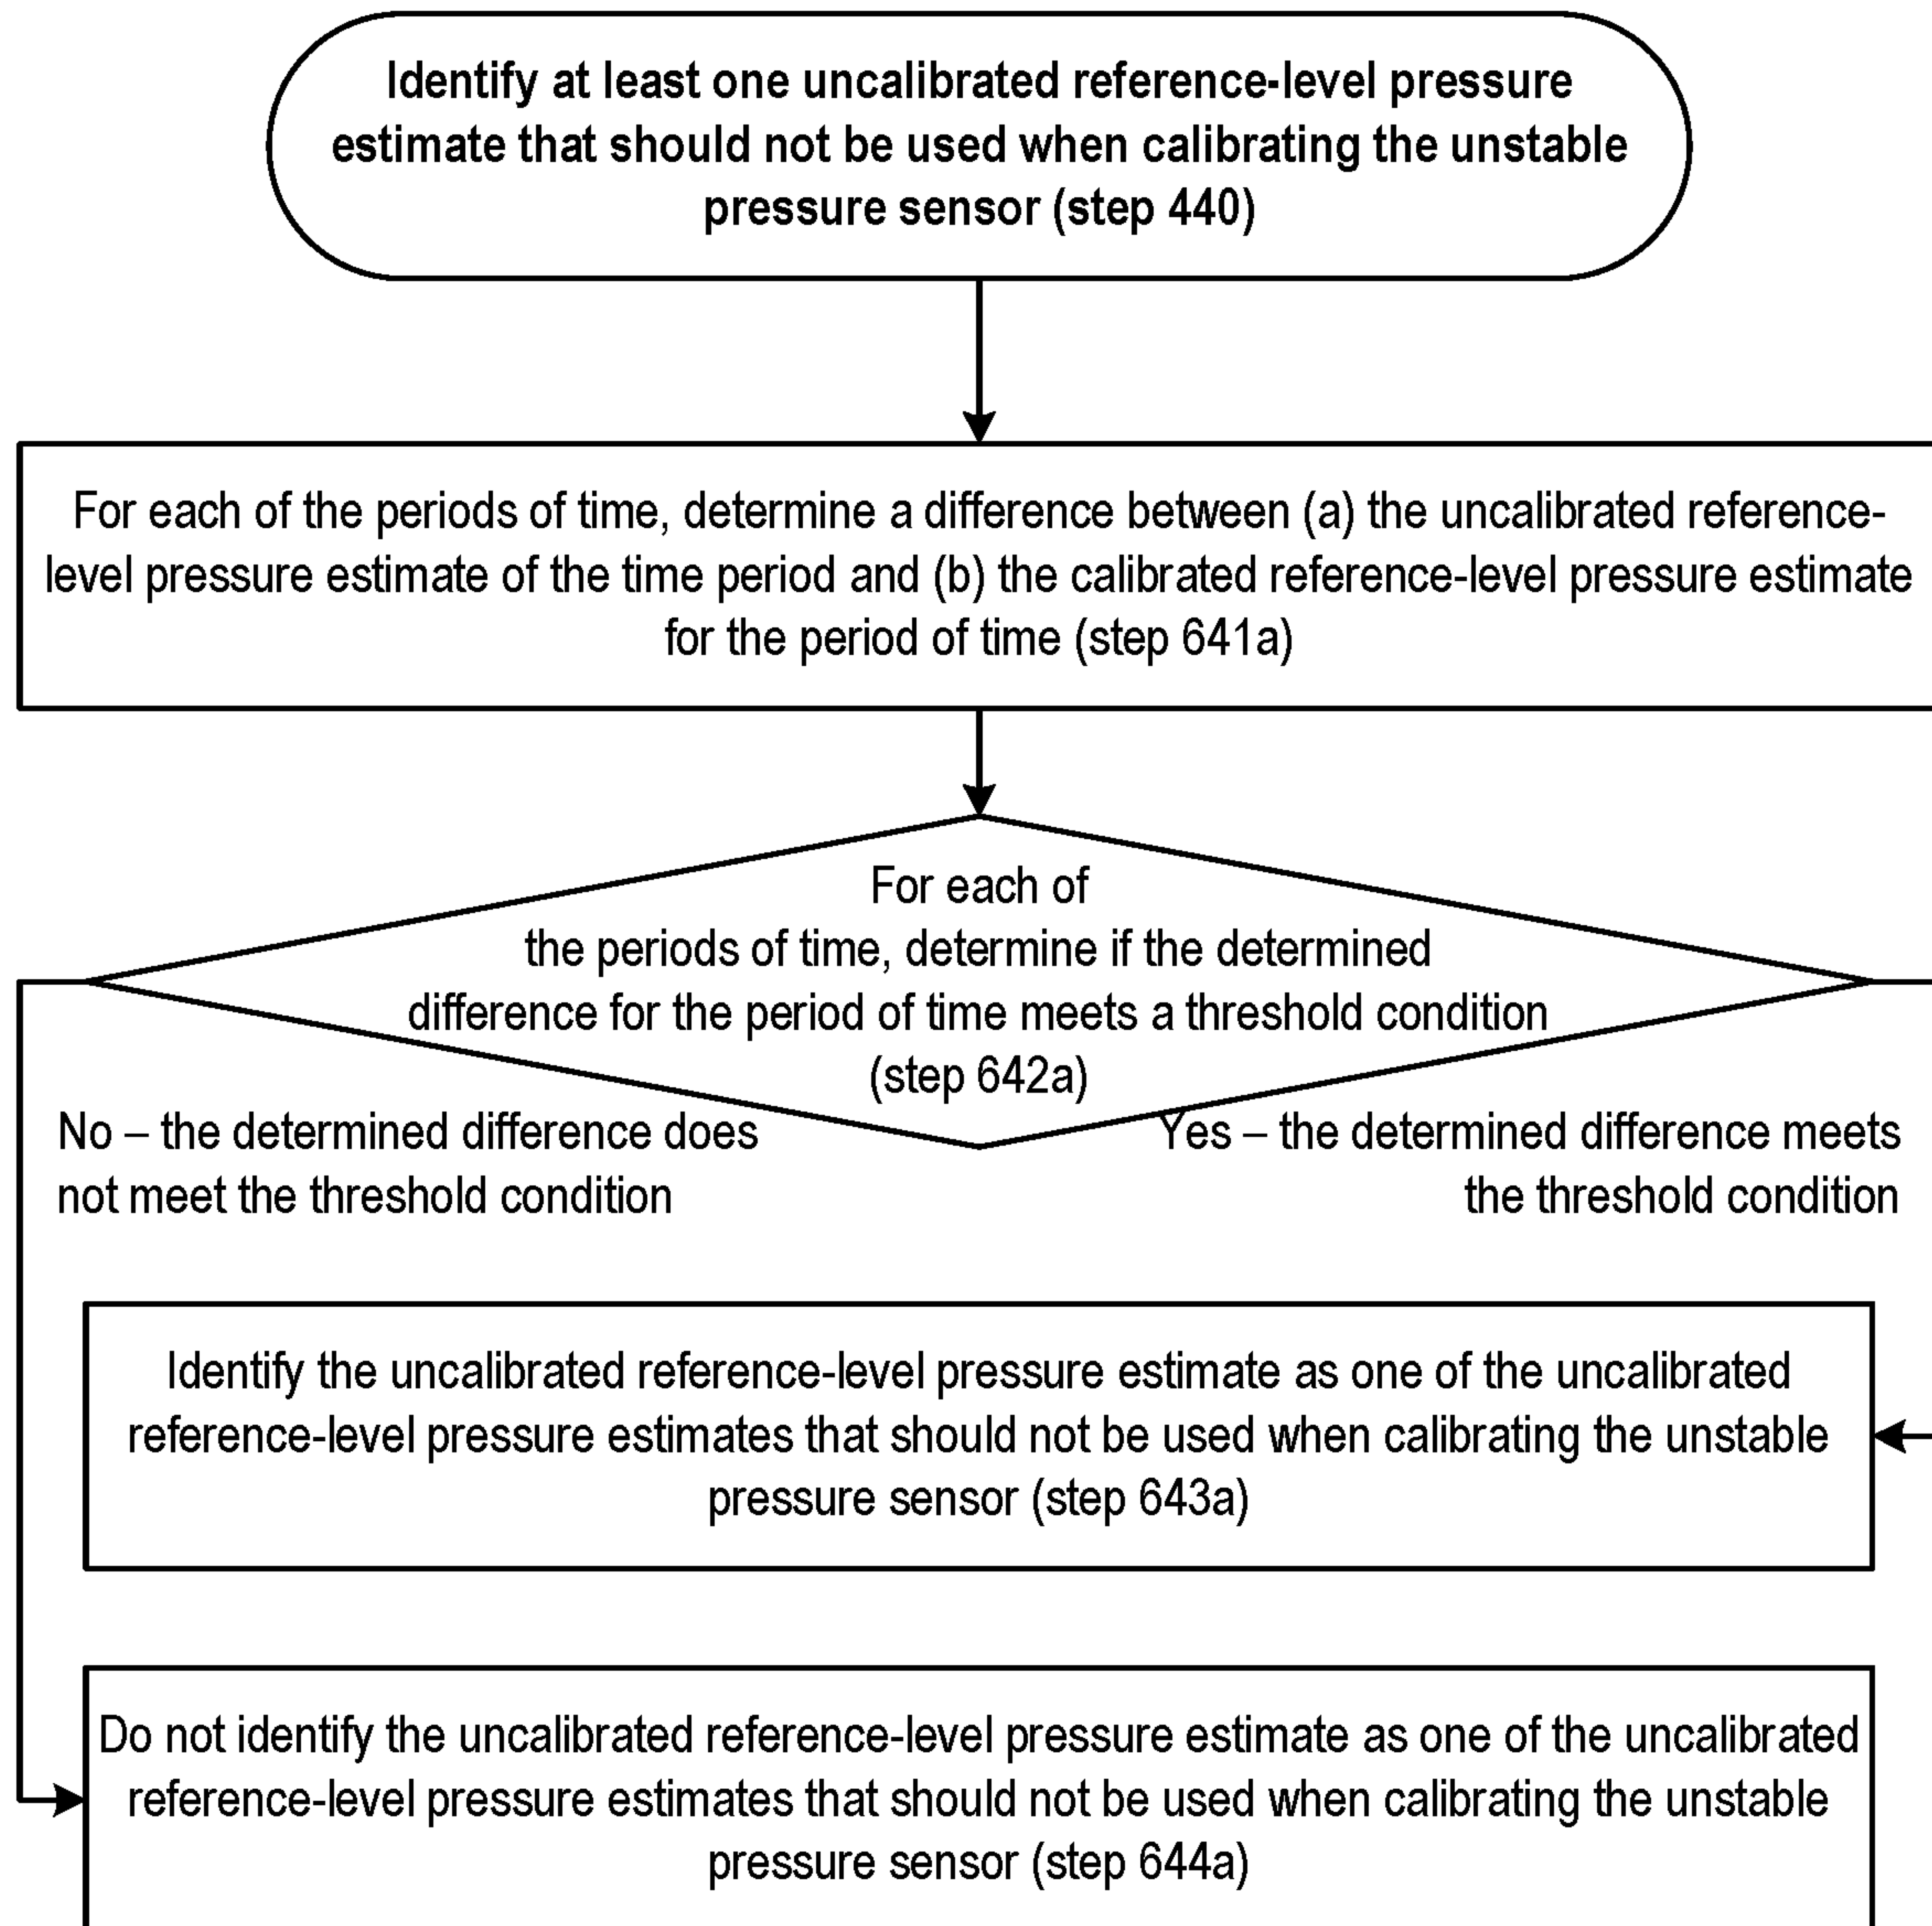 Identify at least one uncalibrated reference-level pressure
estimate that should not be used when calibrating the unstable
pressure sensor (step 440)
For each of the periods of time, determine a difference between (a) the uncalibrated reference-
level pressure estimate of the time period and (b) the calibrated reference-level pressure estimate
for the period of time (step 641a)
For each of
the periods of time, determine if the determined
difference for the period of time meets a threshold condition
(step 642a)
No – the determined difference does
not meet the threshold condition
Yes – the determined difference meets
the threshold condition
Identify the uncalibrated reference-level pressure estimate as one of the uncalibrated
reference-level pressure estimates that should not be used when calibrating the unstable
pressure sensor (step 643a)
Do not identify the uncalibrated reference-level pressure estimate as one of the uncalibrated
reference-level pressure estimates that should not be used when calibrating the unstable
pressure sensor (step 644a)